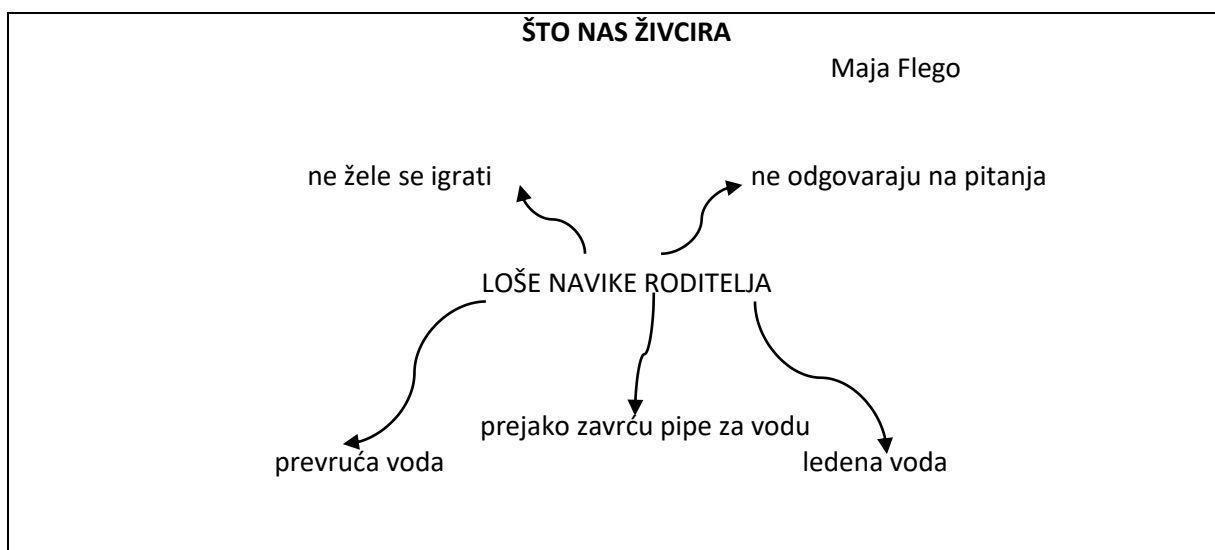 ŠTO NAS ŽIVCIRA
Maja Flego
ne žele se igrati
ne odgovaraju na pitanja
LOŠE NAVIKE RODITELJA
prejako zavrću pipe za vodu
prevruća voda
ledena voda